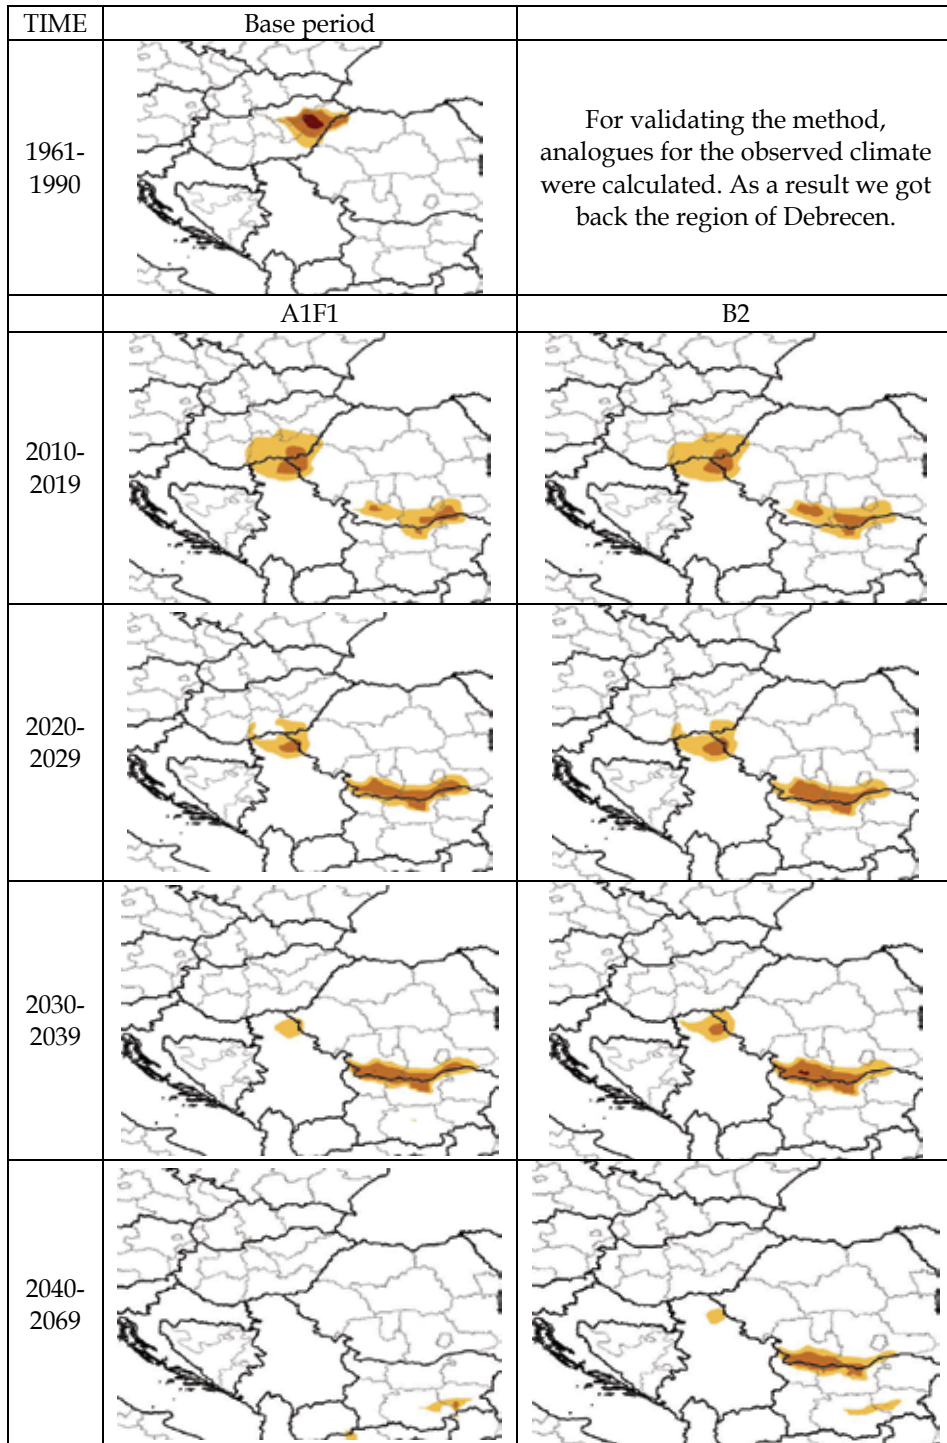 TIME
Base period
1961-
1990
For validating the method,
analogues for the observed climate
were calculated. As a result we got
back the region of Debrecen.
A1F1
B2
2010-
2019
2020-
2029
2030-
2039
2040-
2069